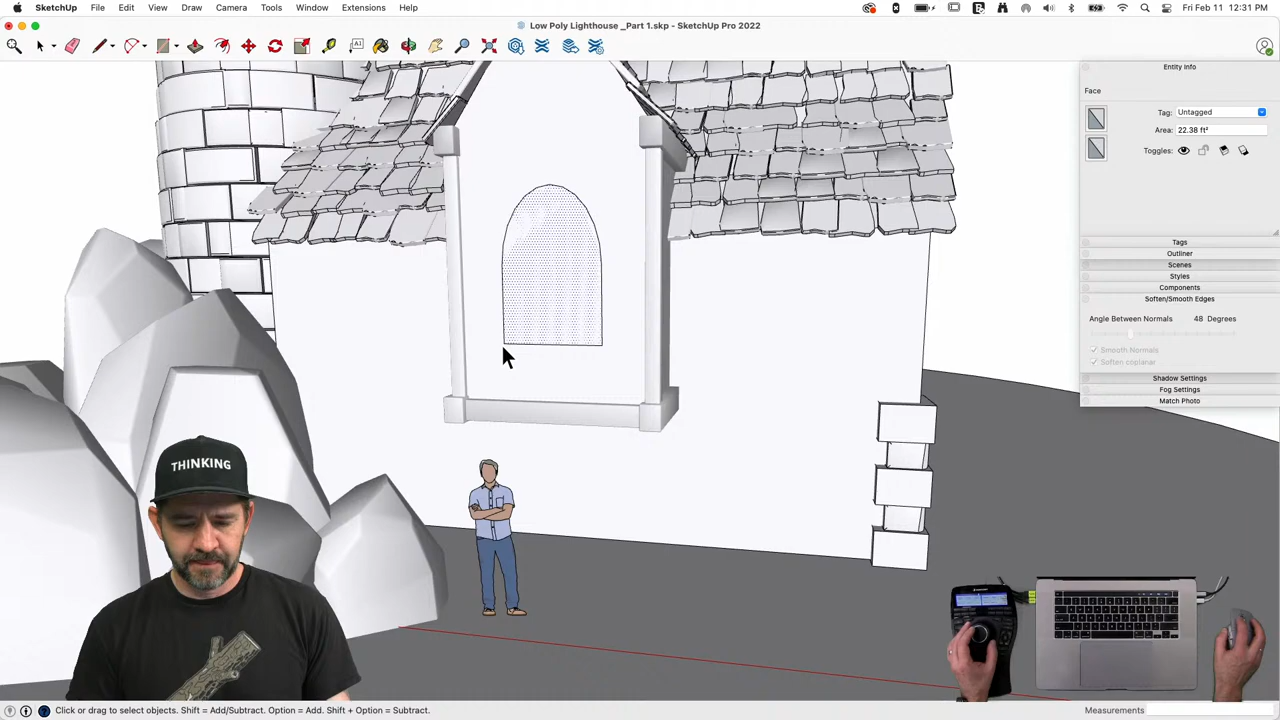 SketchUp File Edit View Draw Camera Tools Window Extensions Help Fri Feb 11 12:31 PM
Low Poly Lighthouse _Part 1.skp - SketchUp Pro 2022
Entity Info
Face
Tag: Untagged
Area: 22.38 ft²
Toggles:
Tags
Outliner
Scenes
Styles
Components
Soften/Smooth Edges
Angle Between Normals 48 Degrees
Smooth Normals
Soften coplanar
Shadow Settings
Fog Settings
Match Photo
THINKING
Click or drag to select objects. Shift = Add/Subtract. Option = Add. Shift + Option = Subtract. Measurements